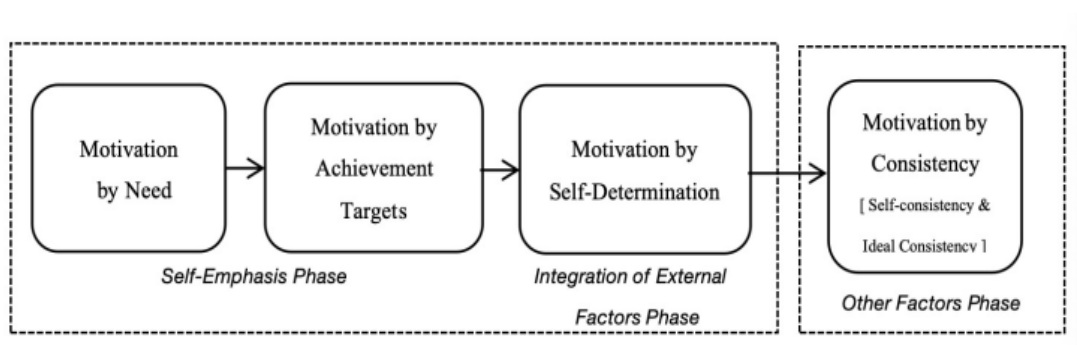 Motivation
by Need
Motivation by
Achievement
Targets
Motivation by
Self-Determination
Motivation by
Consistency
[ Self-consistency &
Ideal Consistency ]
Self-Emphasis Phase
Integration of External
Factors Phase
Other Factors Phase